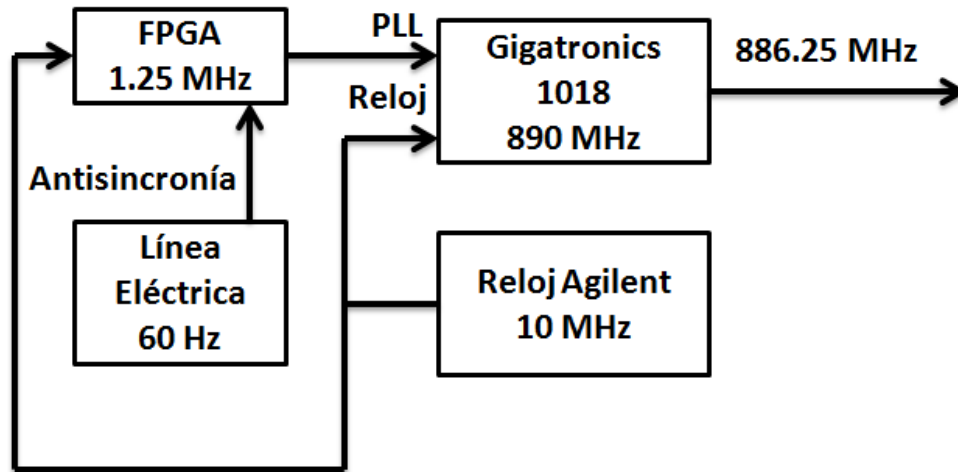 FPGA
1.25 MHz
PLL
Reloj
Gigatronics
1018
890 MHz
886.25 MHz
Antisincronía
Línea
Eléctrica
60 Hz
Reloj Agilent
10 MHz